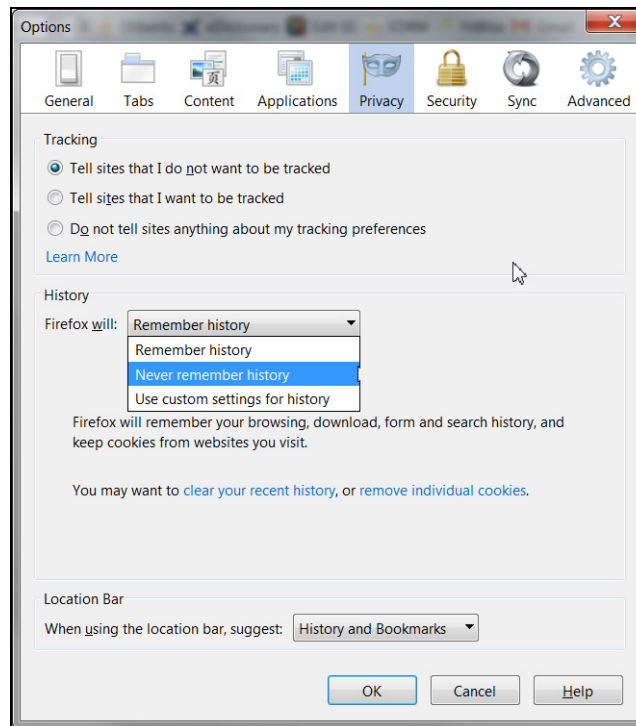 Options
General Tabs Content Applications Privacy Security Sync Advanced
Tracking
Tell sites that I do not want to be tracked
Tell sites that I want to be tracked
Do not tell sites anything about my tracking preferences
Learn More
History
Firefox will: Remember history
Remember history
Never remember history
Use custom settings for history
Firefox will remember your browsing, download, form and search history, and
keep cookies from websites you visit.
You may want to clear your recent history, or remove individual cookies.
Location Bar
When using the location bar, suggest: History and Bookmarks
OK Cancel Help